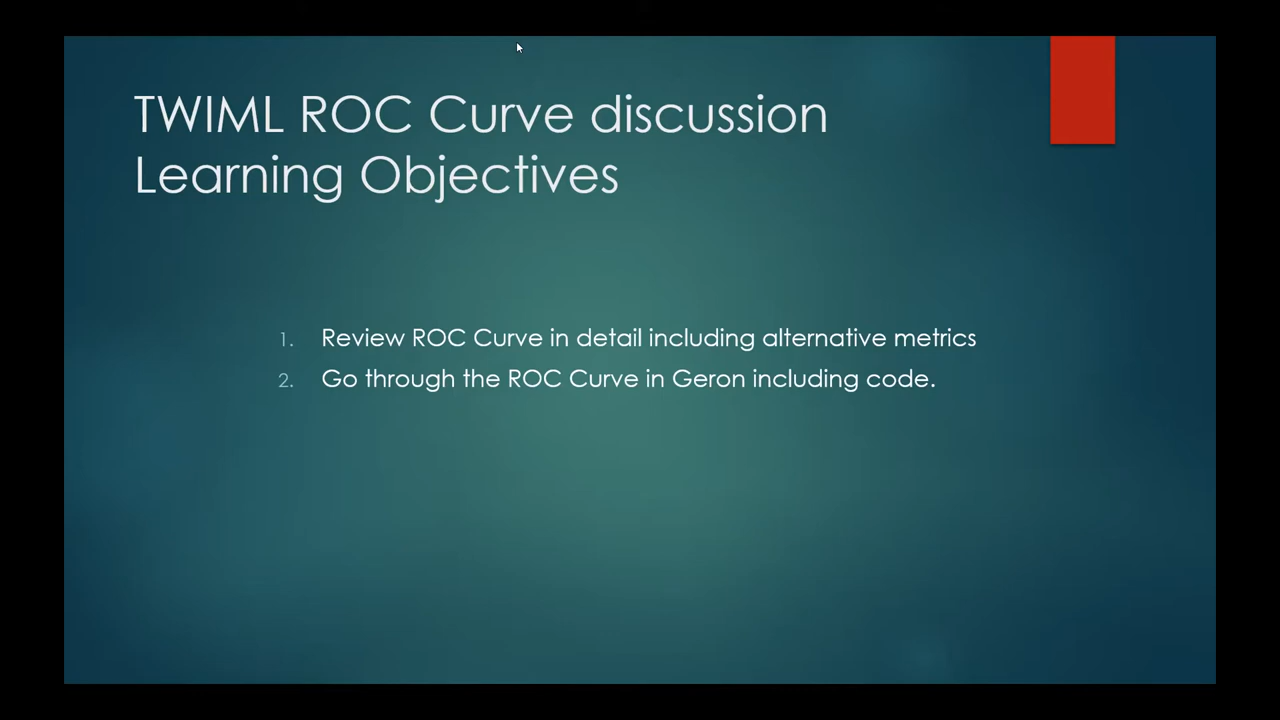 TWIML ROC Curve discussion
Learning Objectives
1. Review ROC Curve in detail including alternative metrics
2. Go through the ROC Curve in Geron including code.